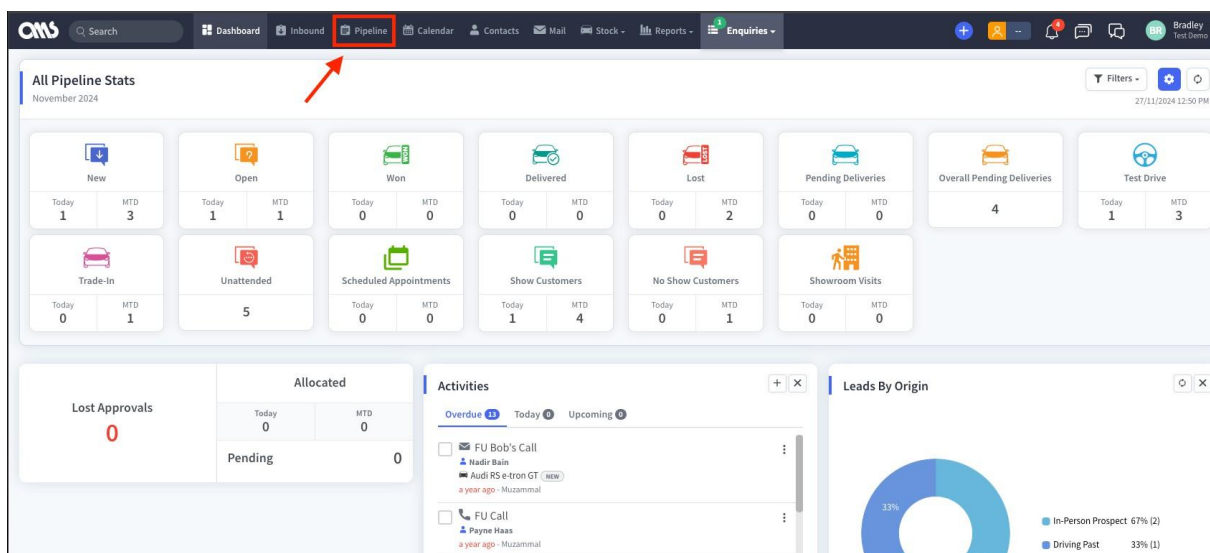 OMS
Search
Dashboard
Inbound
Pipeline
Calendar
Contacts
Mail
Stock
Reports
1
Enquiries
--
4
BR
Bradley
Test Demo
All Pipeline Stats
November 2024
Filters
27/11/2024 12:50 PM
New
Today MTD
1 3
Open
Today MTD
1 1
WON
Won
Today MTD
0 0
Delivered
Today MTD
0 0
LOST
Lost
Today MTD
0 2
Pending Deliveries
Today MTD
0 0
Overall Pending Deliveries
4
Test Drive
Today MTD
1 3
Trade-In
Today MTD
0 1
Unattended
5
Scheduled Appointments
Today MTD
0 0
Show Customers
Today MTD
1 4
No Show Customers
Today MTD
0 1
Showroom Visits
Today MTD
0 0
Lost Approvals
0
Allocated
Today MTD
0 0
Pending 0
Activities
Overdue 13 Today 0 Upcoming 0
FU Bob's Call
Nadir Bain
Audi RS e-tron GT NEW
a year ago - Muzammal
FU Call
Payne Haas
a year ago - Muzammal
Leads By Origin
33%
In-Person Prospect 67% (2)
Driving Past 33% (1)